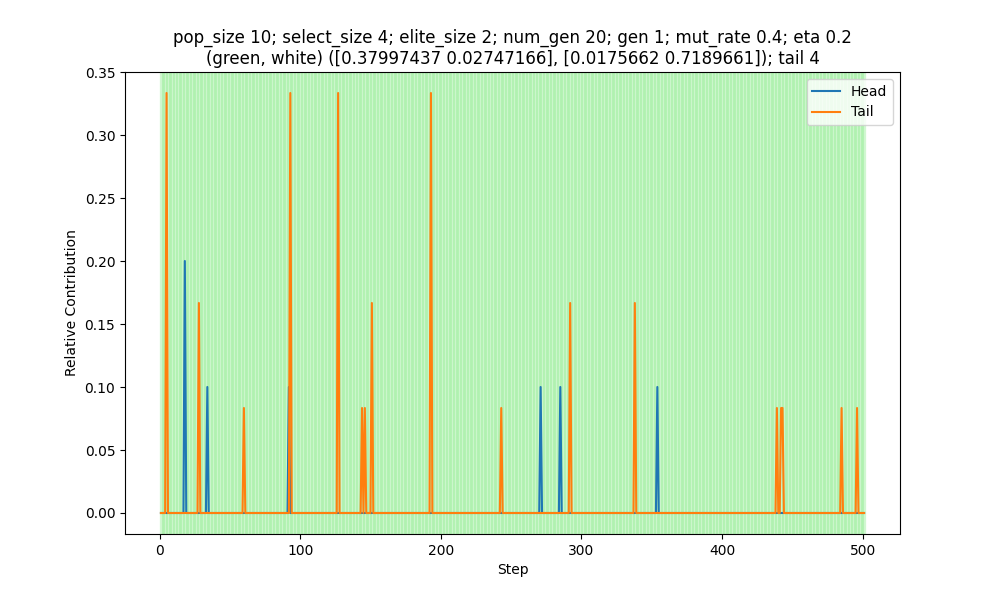 pop_size 10; select_size 4; elite_size 2; num_gen 20; gen 1; mut_rate 0.4; eta 0.2
(green, white) ([0.37997437 0.02747166], [0.0175662 0.7189661]); tail 4
Head
Tail
Relative Contribution
0.35
0.30
0.25
0.20
0.15
0.10
0.05
0.00
0
100
200
300
400
500
Step